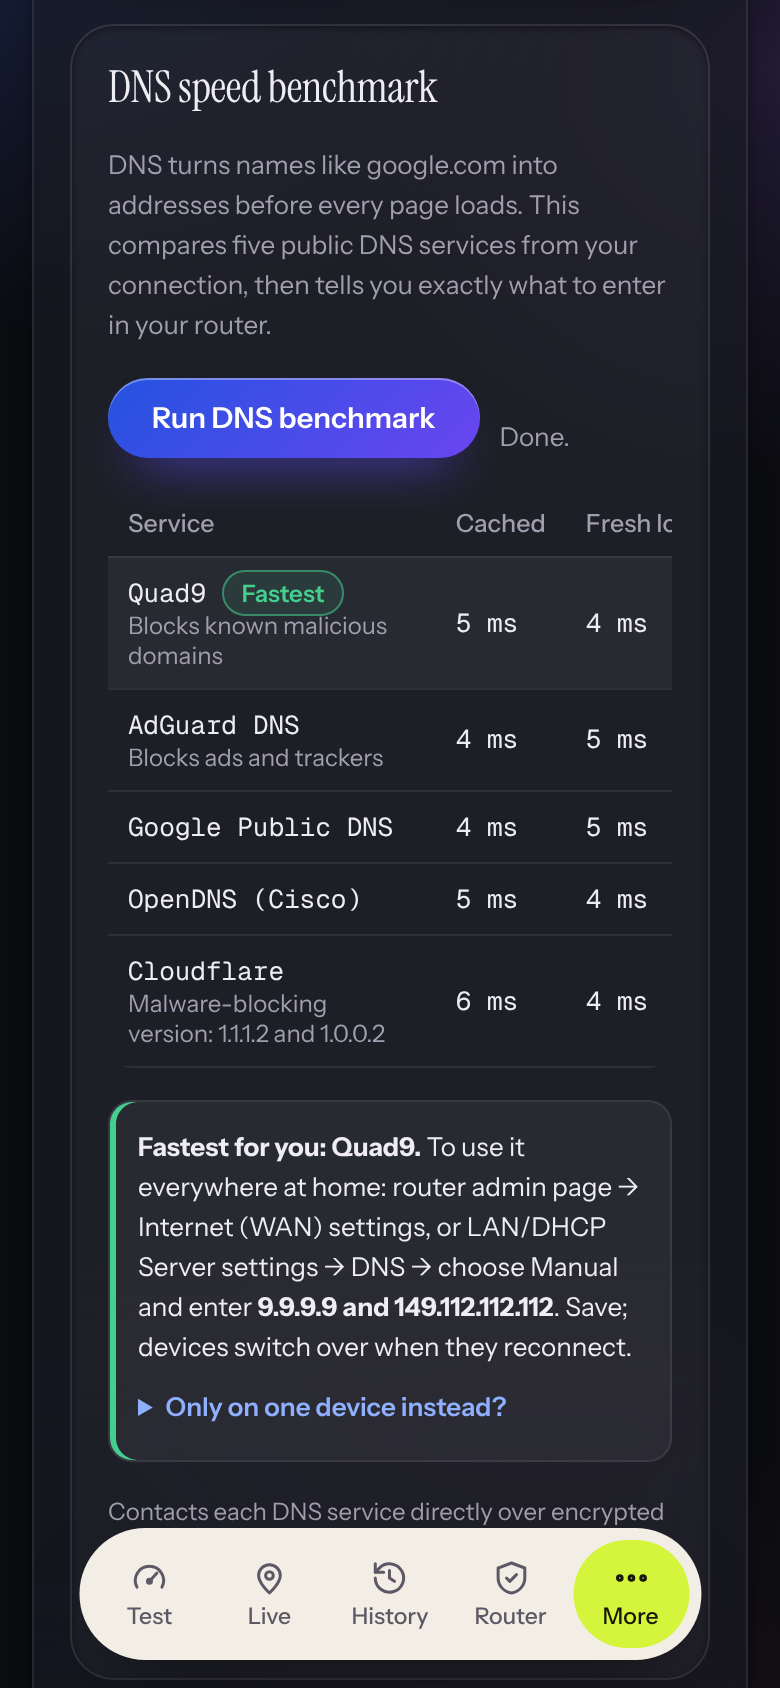 DNS speed benchmark
DNS turns names like google.com into
addresses before every page loads. This
compares five public DNS services from your
connection, then tells you exactly what to enter
in your router.
Run DNS benchmark Done.
Service Cached Fresh lo
Quad9 Fastest
Blocks known malicious
domains
5 ms 4 ms
AdGuard DNS
Blocks ads and trackers
4 ms 5 ms
Google Public DNS 4 ms 5 ms
OpenDNS (Cisco) 5 ms 4 ms
Cloudflare
Malware-blocking
version: 1.1.1.2 and 1.0.0.2
6 ms 4 ms
Fastest for you: Quad9. To use it
everywhere at home: router admin page →
Internet (WAN) settings, or LAN/DHCP
Server settings → DNS → choose Manual
and enter 9.9.9.9 and 149.112.112.112. Save;
devices switch over when they reconnect.
▶ Only on one device instead?
Contacts each DNS service directly over encrypted
Test Live History Router More